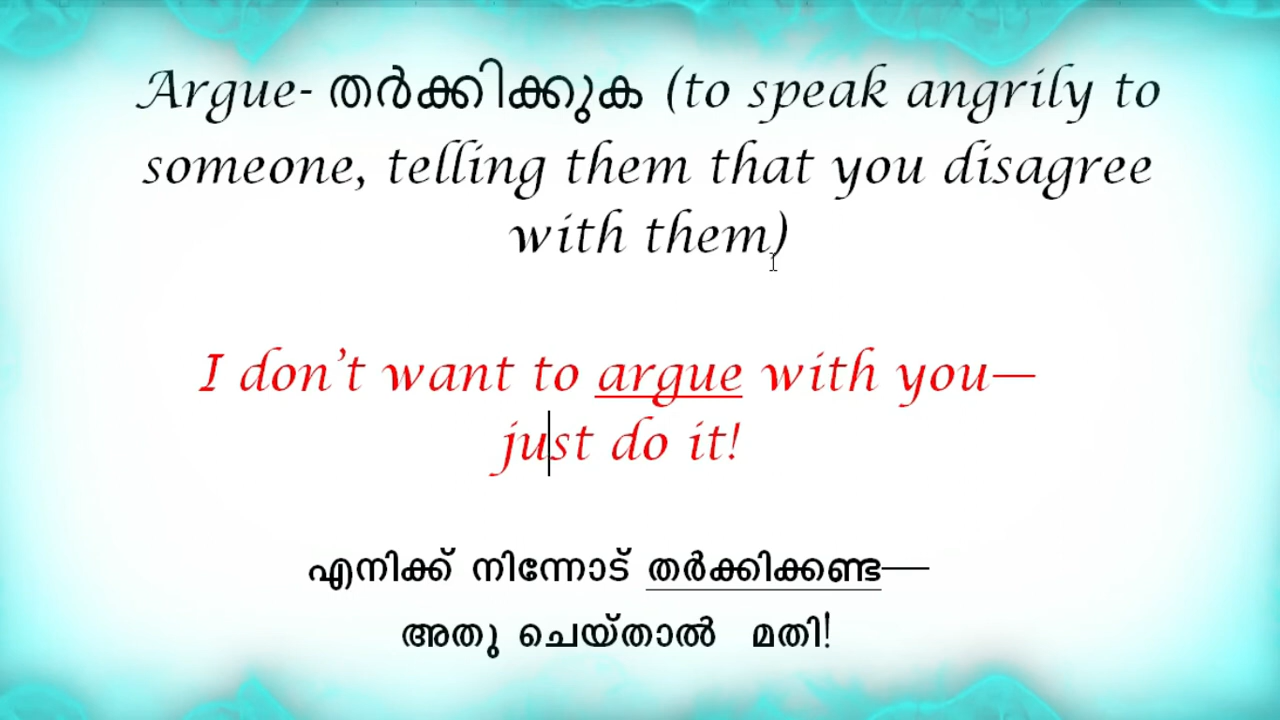 Argue- തർക്കിക്കുക (to speak angrily to
someone, telling them that you disagree
with them)
I don’t want to argue with you—
just do it!
എനിക്ക് നിന്നോട് തർക്കിക്കണ്ട—
അതു ചെയ്താൽ മതി!